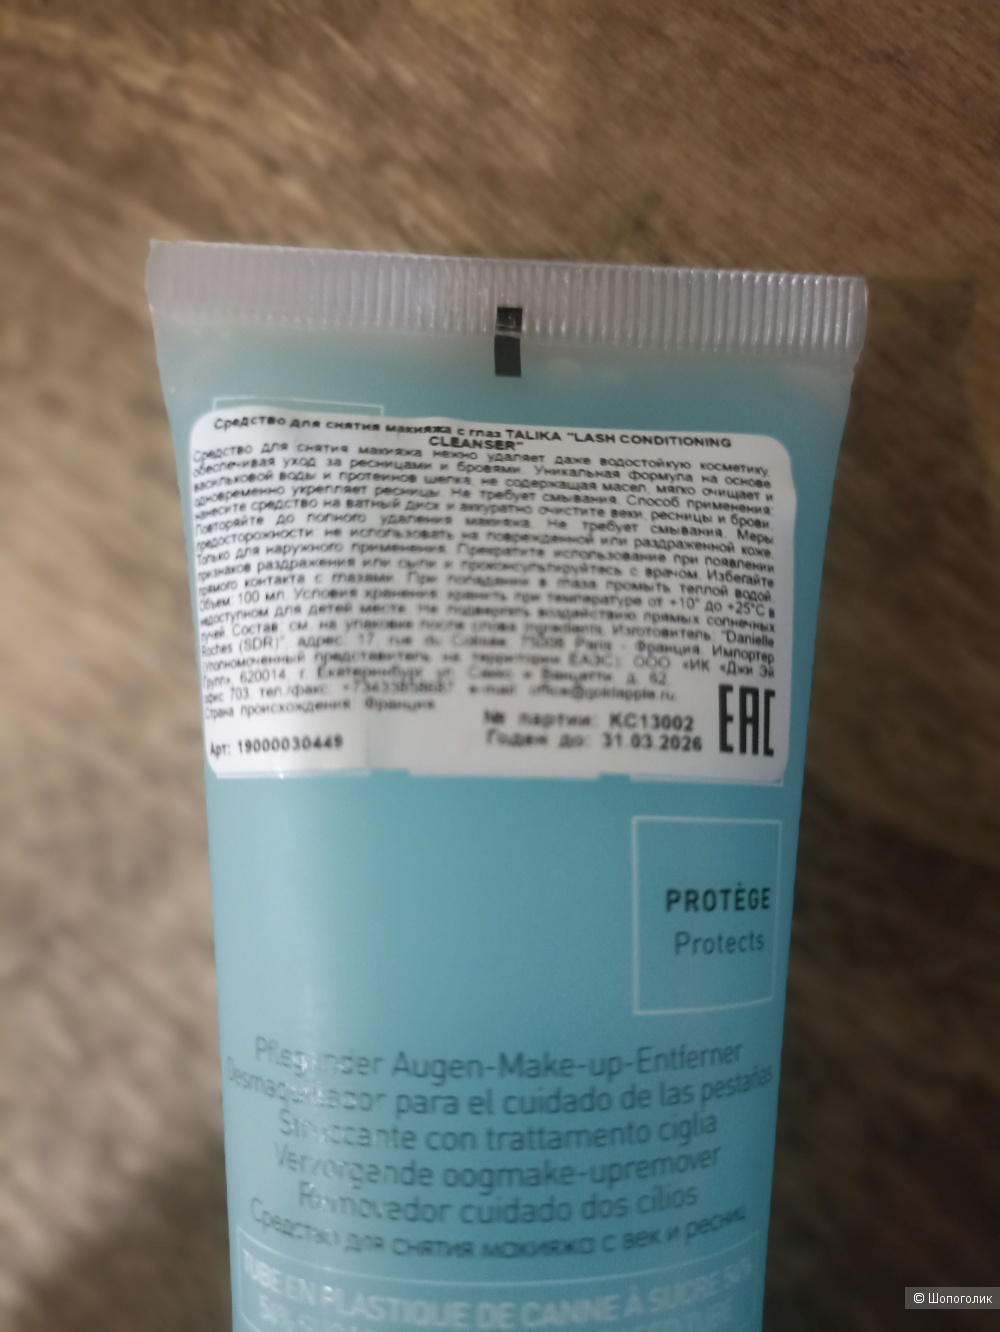 Средство для снятия макияжа с глаз TALIKA "LASH CONDITIONING
CLEANSER"
Средство для снятия макияжа нежно удаляет даже водостойкую косметику,
обеспечивая уход за ресницами и бровями. Уникальная формула на основе
васильковой воды и протеинов шелка, не содержащая масел, мягко очищает и
одновременно укрепляет ресницы. Не требует смывания. Способ применения:
нанесите средство на ватный диск и аккуратно очистите веки, ресницы и брови.
Повторяйте до полного удаления макияжа. Не требует смывания. Меры
предосторожности: не использовать на поврежденной или раздраженной коже.
Только для наружного применения. Прекратите использование при появлении
признаков раздражения или сыпи и проконсультируйтесь с врачом. Избегайте
прямого контакта с глазами. При попадании в глаза промыть теплой водой.
Объем: 100 мл. Условия хранения: хранить при температуре от +10° до +25°C в
недоступном для детей месте. Не подвергать воздействию прямых солнечных
лучей. Состав: см. на упаковке после слова Ingredients. Изготовитель: "Danielle
Roches (SDR)", адрес: 17, rue du Colisée 75008 Paris - Франция. Импортер
(уполномоченный представитель на территории ЕАЭС): ООО «ИК «Джи Эй
Групп», 620014, г. Екатеринбург, ул. Сакко и Ванцетти, д. 62,
офис 703, тел./факс: e-mail: office@goldapple.ru.
Страна происхождения: Франция
№ партии: KC13002
Арт: 19000030449
Годен до: 31.03.2026
EAC
PROTÈGE
Protects
Pflegender Augen-Make-up-Entferner
Desmaquillador para el cuidado de las pestañas
Struccante con trattamento ciglia
Verzorgende oogmake-upremover
Removedor cuidado dos cílios
Средство для снятия макияжа с век и ресниц
TUBE EN PLASTIQUE DE CANNE À SUCRE 50%
© Шопоголик